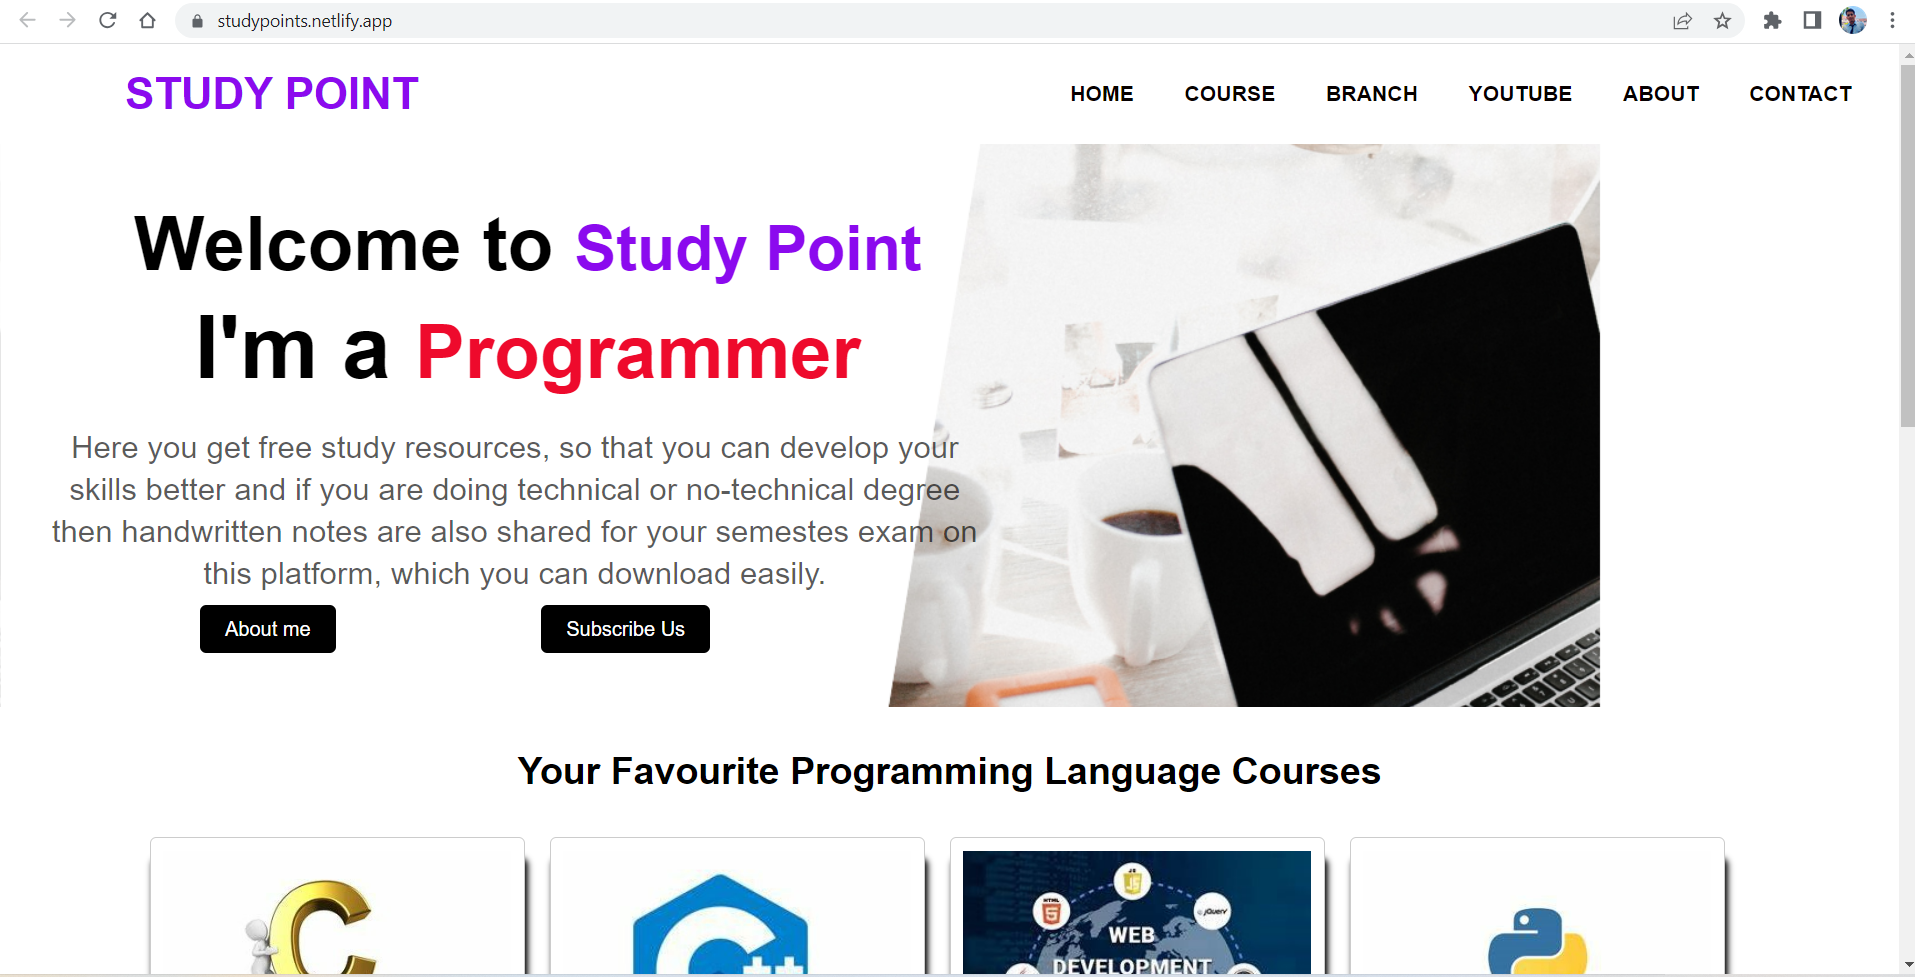 studypoints.netlify.app
STUDY POINT
HOME COURSE BRANCH YOUTUBE ABOUT CONTACT
Welcome to Study Point
I'm a Programmer
Here you get free study resources, so that you can develop your
skills better and if you are doing technical or no-technical degree
then handwritten notes are also shared for your semestes exam on
this platform, which you can download easily.
About me Subscribe Us
Your Favourite Programming Language Courses
C
C++
JS
HTML
5
jQuery
WEB
DEVELOPMENT